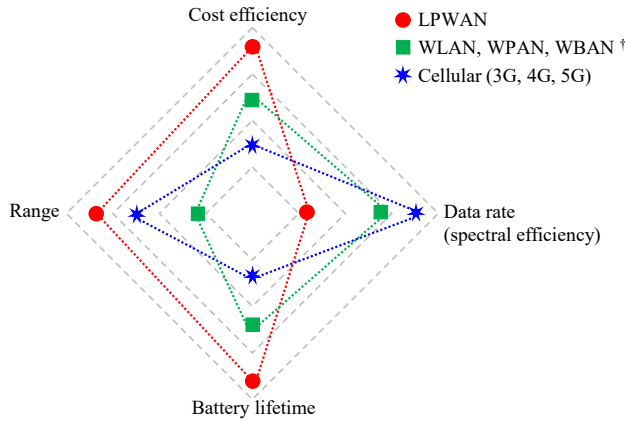 Cost efficiency
LPWAN
WLAN, WPAN, WBAN †
Cellular (3G, 4G, 5G)
Range
Data rate
(spectral efficiency)
Battery lifetime